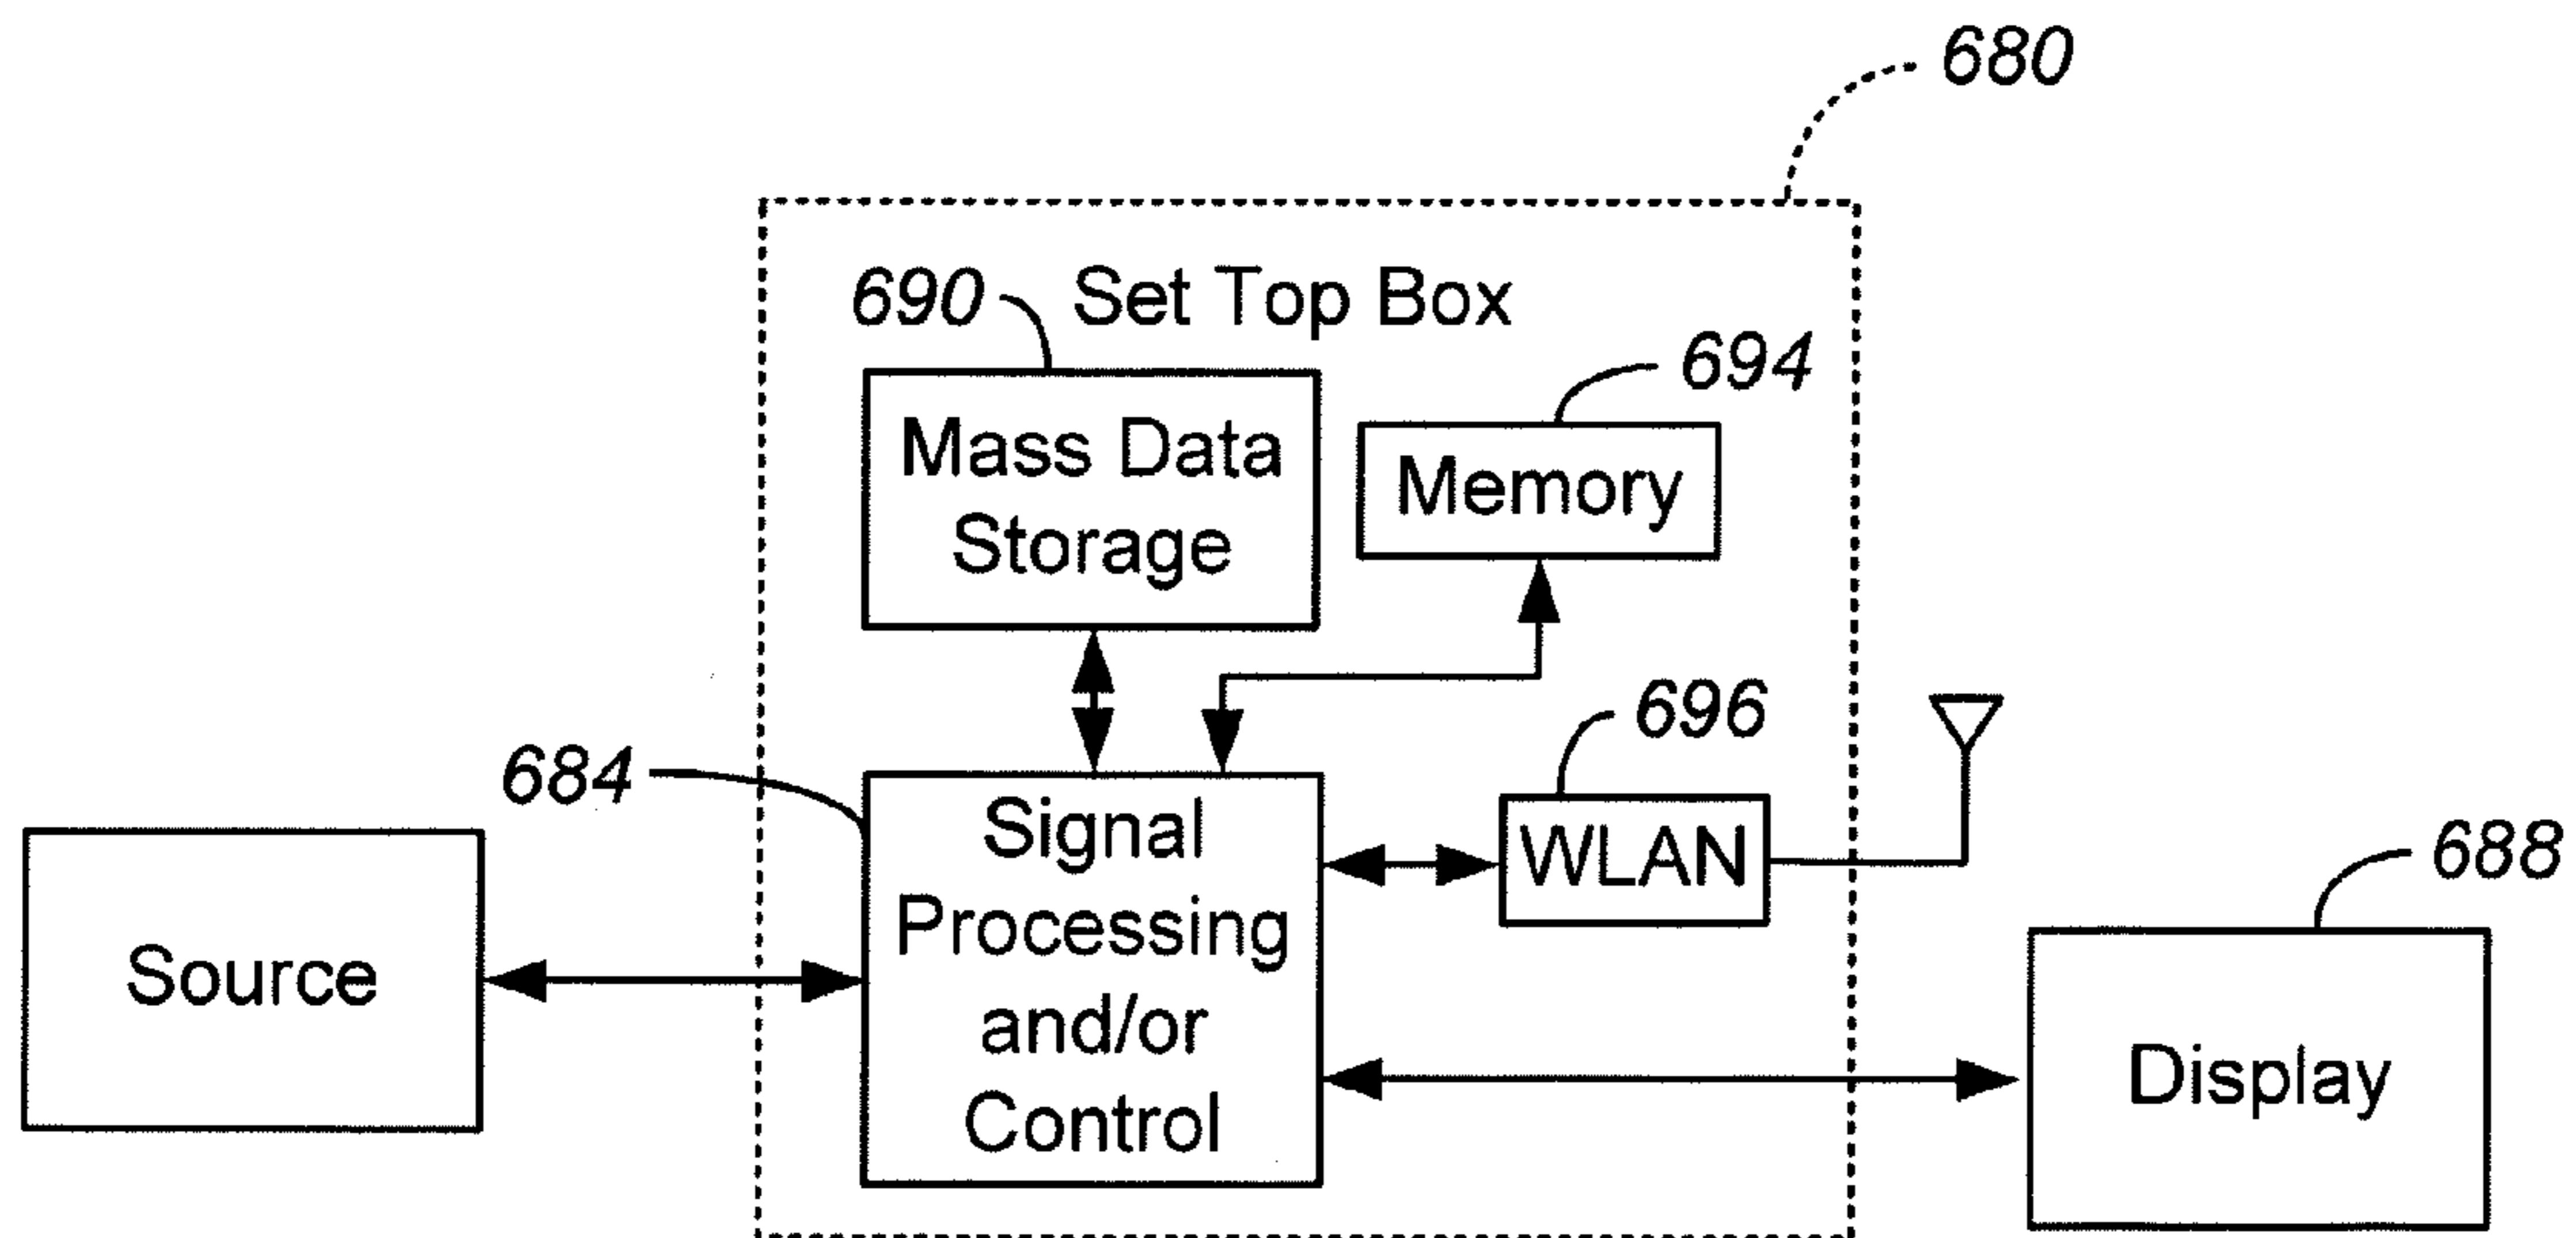 680
690
Set Top Box
694
Mass Data
Storage
Memory
696
684
Signal
Processing
and/or
Control
WLAN
688
Source
Display